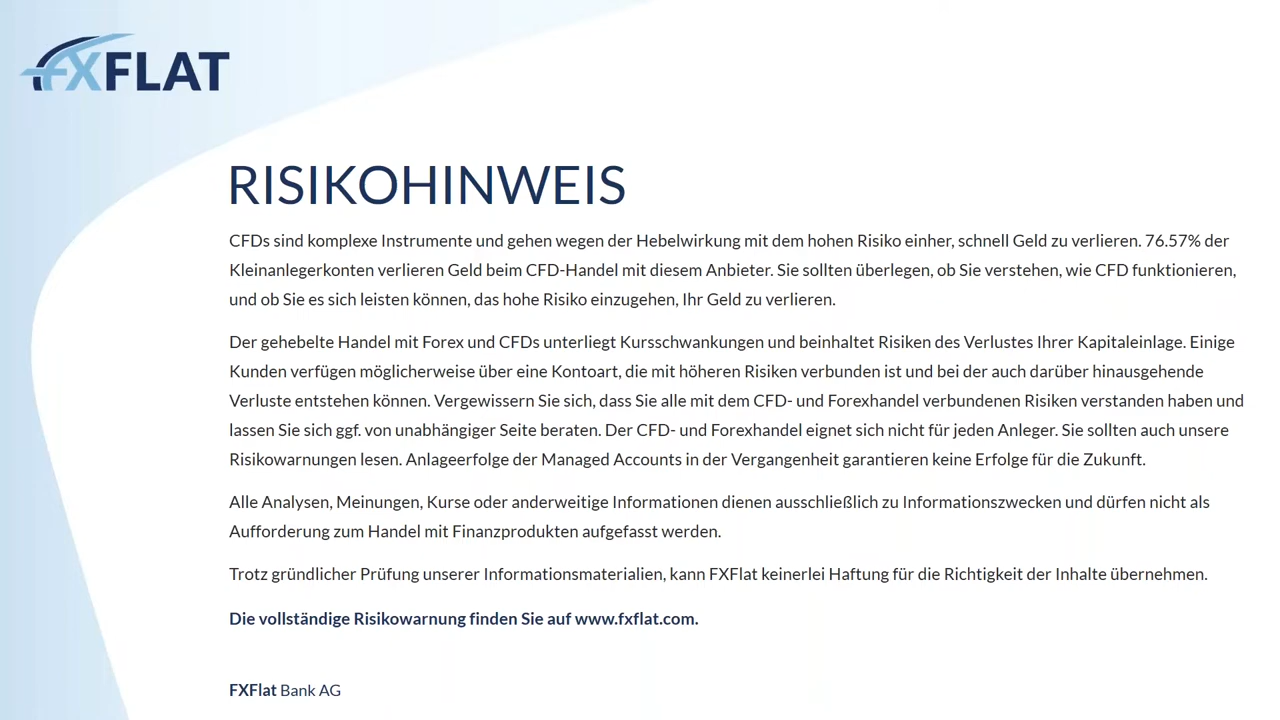 FXFLAT
RISIKOHINWEIS
CFDs sind komplexe Instrumente und gehen wegen der Hebelwirkung mit dem hohen Risiko einher, schnell Geld zu verlieren. 76.57% der
Kleinanlegerkonten verlieren Geld beim CFD-Handel mit diesem Anbieter. Sie sollten überlegen, ob Sie verstehen, wie CFD funktionieren,
und ob Sie es sich leisten können, das hohe Risiko einzugehen, Ihr Geld zu verlieren.
Der gehebelte Handel mit Forex und CFDs unterliegt Kursschwankungen und beinhaltet Risiken des Verlustes Ihrer Kapitaleinlage. Einige
Kunden verfügen möglicherweise über eine Kontoart, die mit höheren Risiken verbunden ist und bei der auch darüber hinausgehende
Verluste entstehen können. Vergewissern Sie sich, dass Sie alle mit dem CFD- und Forexhandel verbundenen Risiken verstanden haben und
lassen Sie sich ggf. von unabhängiger Seite beraten. Der CFD- und Forexhandel eignet sich nicht für jeden Anleger. Sie sollten auch unsere
Risikowarnungen lesen. Anlageerfolge der Managed Accounts in der Vergangenheit garantieren keine Erfolge für die Zukunft.
Alle Analysen, Meinungen, Kurse oder anderweitige Informationen dienen ausschließlich zu Informationszwecken und dürfen nicht als
Aufforderung zum Handel mit Finanzprodukten aufgefasst werden.
Trotz gründlicher Prüfung unserer Informationsmaterialien, kann FXFlat keinerlei Haftung für die Richtigkeit der Inhalte übernehmen.
Die vollständige Risikowarnung finden Sie auf www.fxflat.com.
FXFlat Bank AG